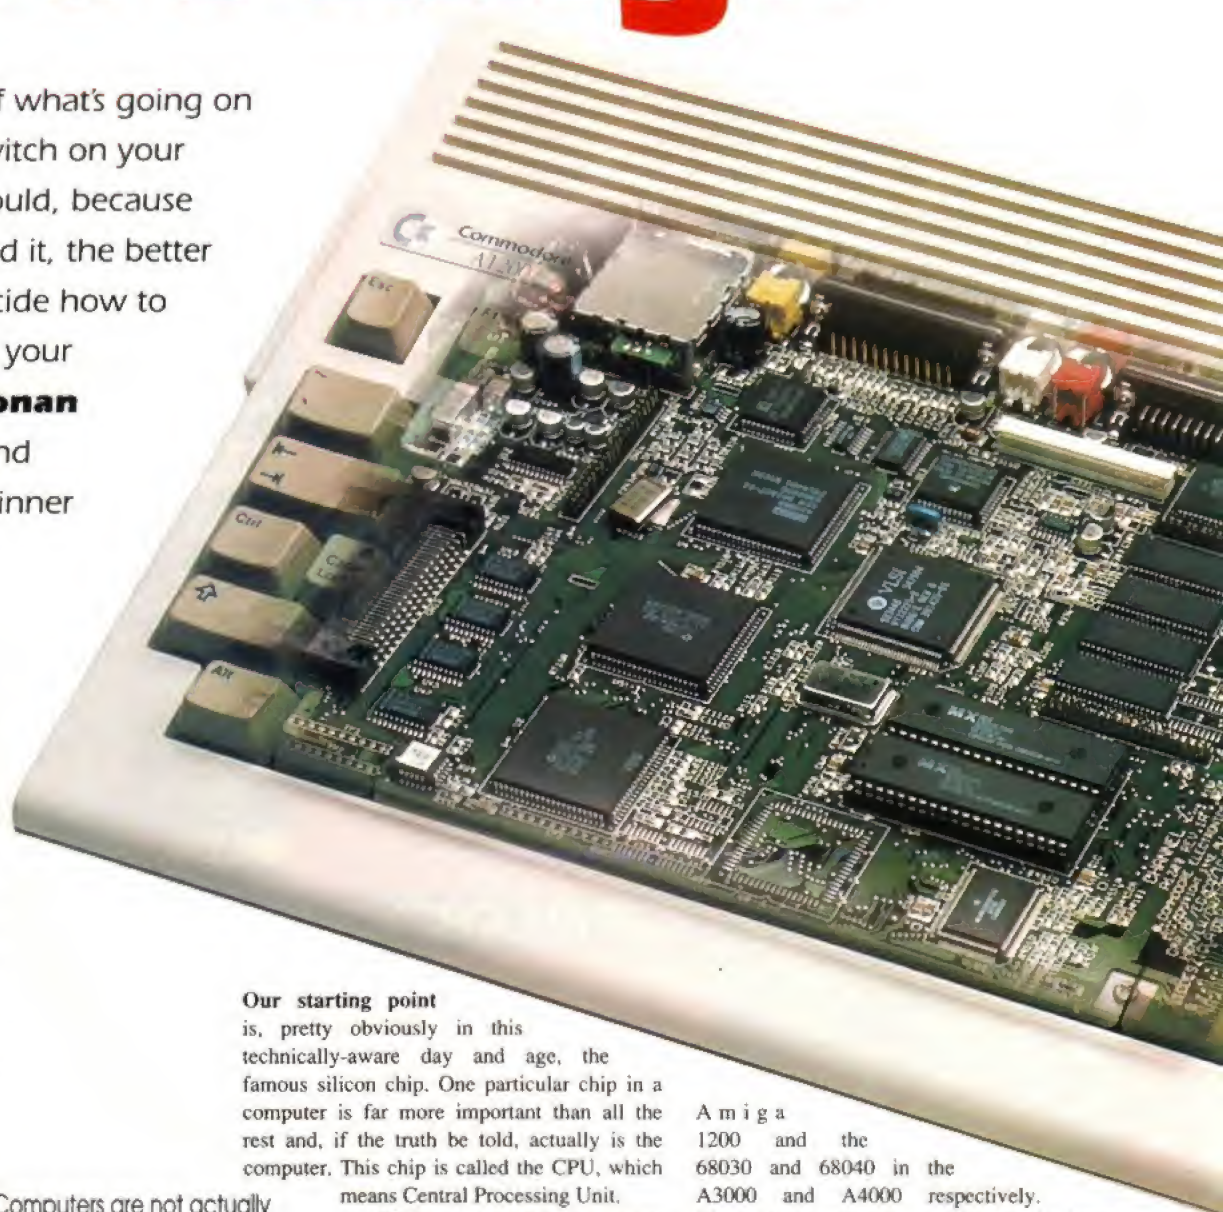 f what's going on
vitch on your
ould, because
d it, the better
cide how to
your
onan
nd
inner
Commodore
Esc
Ctrl
Alt
VLSI
MX
MX
Our starting point
is, pretty obviously in this
technically-aware day and age, the
famous silicon chip. One particular chip in a
computer is far more important than all the
rest and, if the truth be told, actually is the
computer. This chip is called the CPU, which
means Central Processing Unit.
Amiga
1200 and the
68030 and 68040 in the
A3000 and A4000 respectively.
Computers are not actually